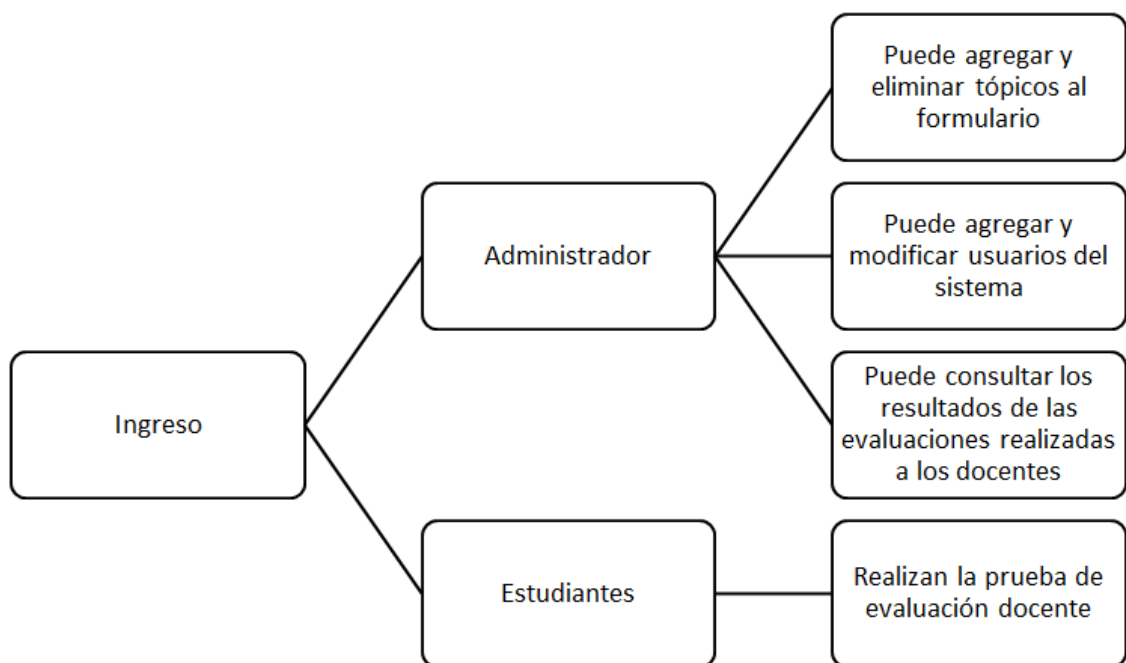 Puede agregar y
eliminar tópicos al
formulario
Administrador
Puede agregar y
modificar usuarios del
sistema
Ingreso
Puede consultar los
resultados de las
evaluaciones realizadas
a los docentes
Estudiantes
Realizan la prueba de
evaluación docente